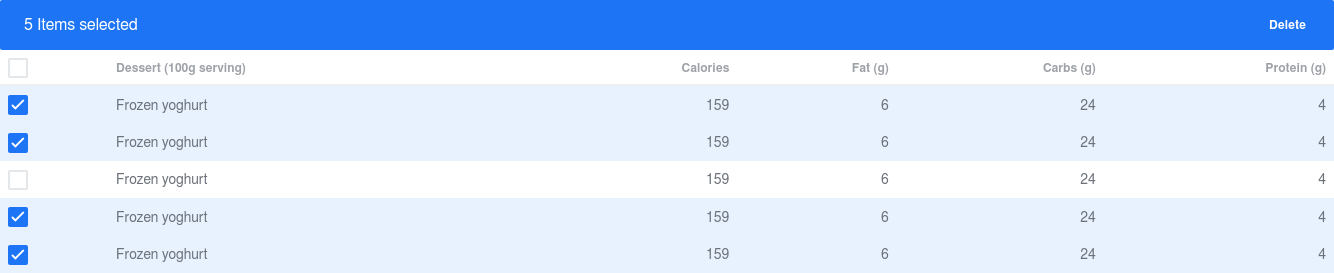 5 Items selected Delete
Dessert (100g serving) Calories Fat (g) Carbs (g) Protein (g)
Frozen yoghurt 159 6 24 4
Frozen yoghurt 159 6 24 4
Frozen yoghurt 159 6 24 4
Frozen yoghurt 159 6 24 4
Frozen yoghurt 159 6 24 4